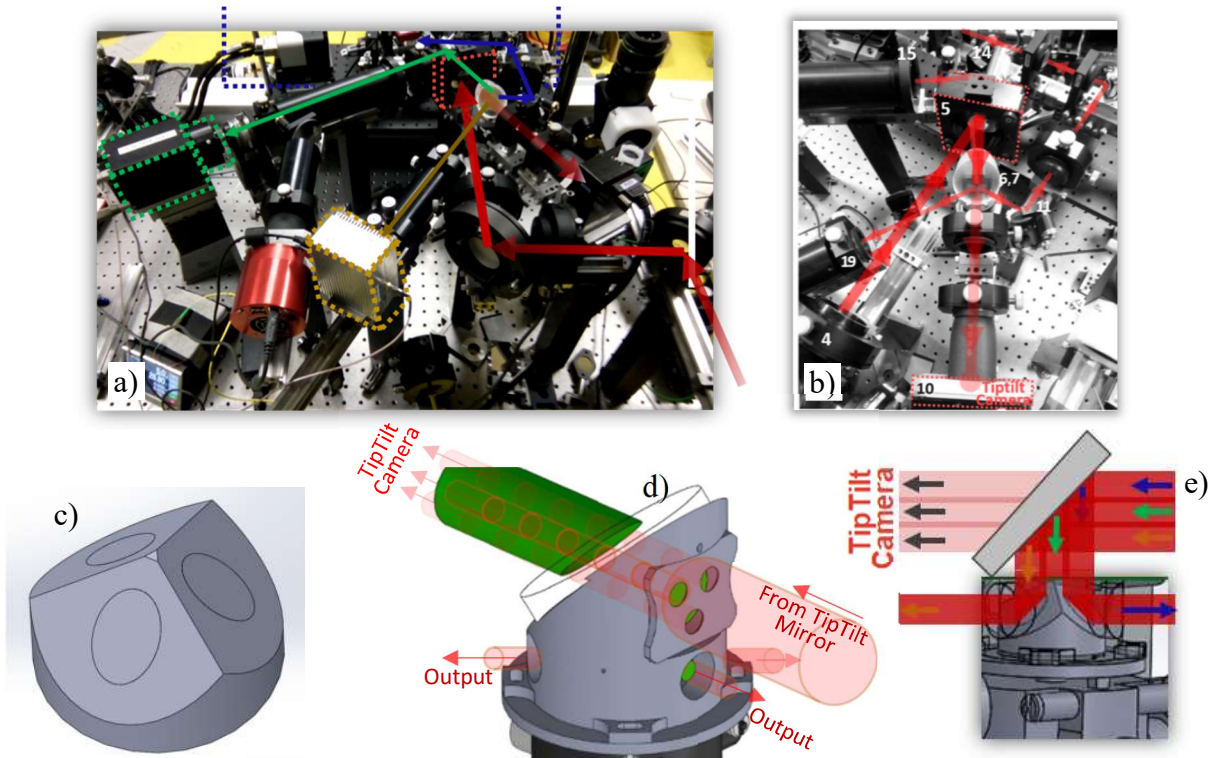 a)
15
14
5
6,7
11
19
4
10
Tiptilt
Camera
b)
c)
TipTilt
Camera
d)
From TipTilt
Mirror
Output
Output
TipTilt
Camera
e)